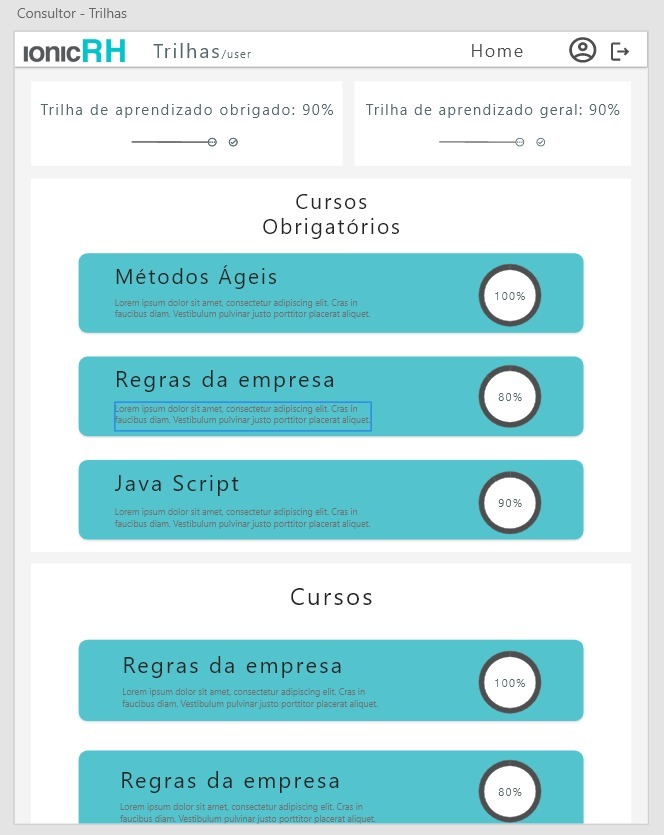 Consultor - Trilhas
ıonicRH Trilhas/user Home
Trilha de aprendizado obrigado: 90%
Trilha de aprendizado geral: 90%
Cursos
Obrigatórios
Métodos Ágeis
Lorem ipsum dolor sit amet, consectetur adipiscing elit. Cras in
faucibus diam. Vestibulum pulvinar justo porttitor placerat aliquet.
100%
Regras da empresa
Lorem ipsum dolor sit amet, consectetur adipiscing elit. Cras in
faucibus diam. Vestibulum pulvinar justo porttitor placerat aliquet.
80%
Java Script
Lorem ipsum dolor sit amet, consectetur adipiscing elit. Cras in
faucibus diam. Vestibulum pulvinar justo porttitor placerat aliquet.
90%
Cursos
Regras da empresa
Lorem ipsum dolor sit amet, consectetur adipiscing elit. Cras in
faucibus diam. Vestibulum pulvinar justo porttitor placerat aliquet.
100%
Regras da empresa
Lorem ipsum dolor sit amet, consectetur adipiscing elit. Cras in
faucibus diam. Vestibulum pulvinar justo porttitor placerat aliquet.
80%